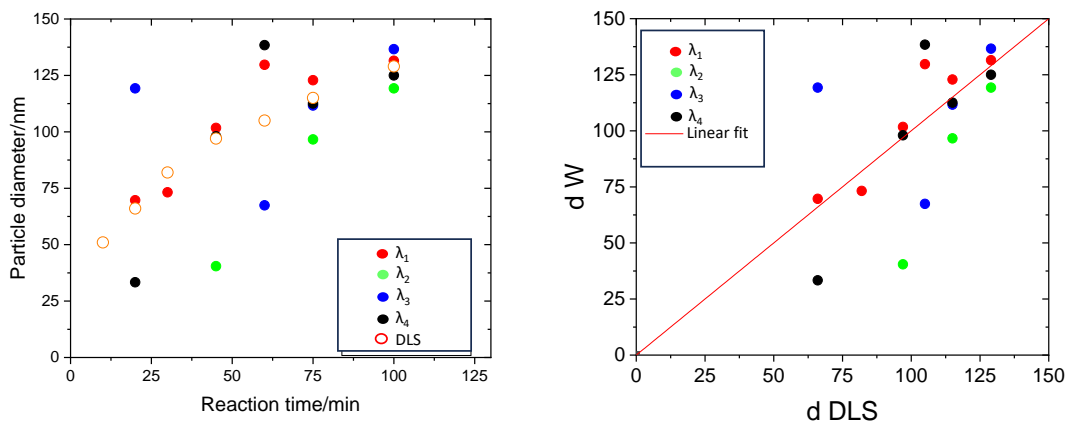 150
125
100
75
50
25
0
Particle diameter/nm
0 25 50 75 100 125
Reaction time/min
λ1
λ2
λ3
λ4
DLS
150
125
100
75
50
25
0
d W
0 25 50 75 100 125 150
d DLS
λ1
λ2
λ3
λ4
Linear fit